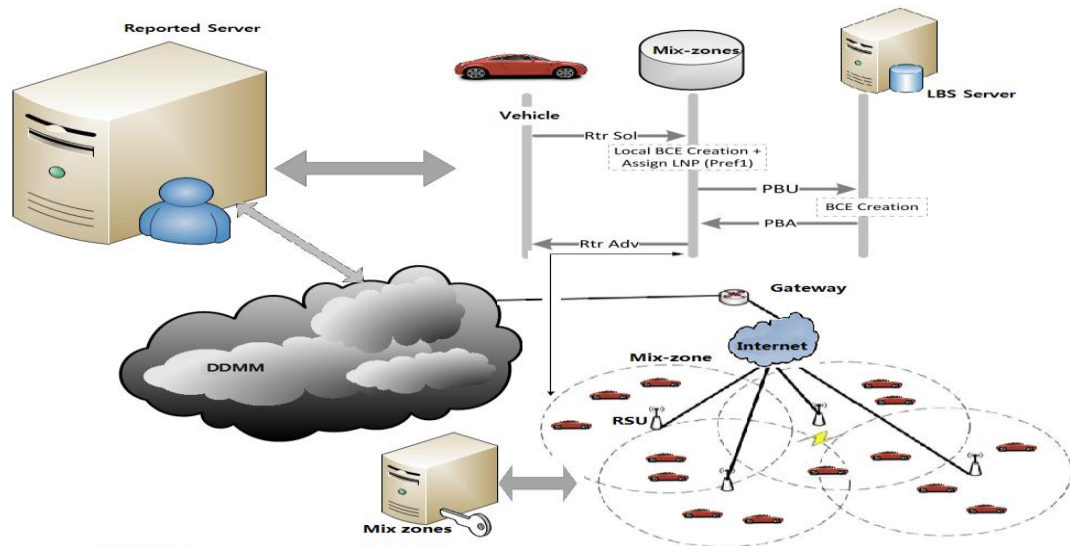 Reported Server
Mix-zones
LBS Server
Vehicle
Rtr Sol
Local BCE Creation +
Assign LNP (Pref1)
PBU
BCE Creation
PBA
Rtr Adv
Gateway
Internet
DDMM
Mix-zone
RSU
Mix zones